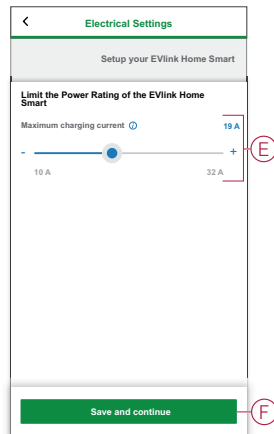 Electrical Settings
Setup your EVlink Home Smart
Limit the Power Rating of the EVlink Home
Smart
Maximum charging current i 19 A
- +
10 A 32 A
E
Save and continue
F